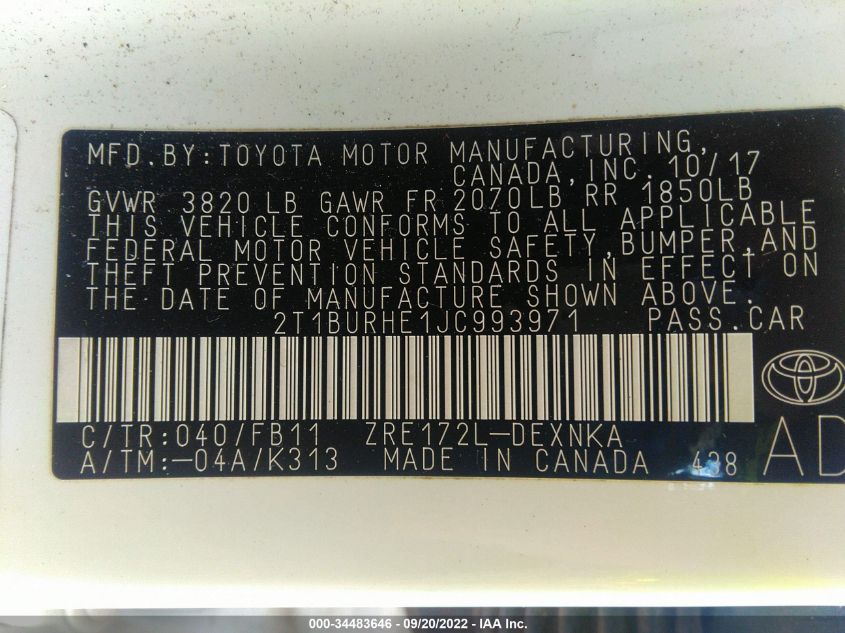 MFD.BY:TOYOTA MOTOR MANUFACTURING,
CANADA,INC.10/17
GVWR 3820LB GAWR FR 2070LB RR 1850LB
THIS VEHICLE CONFORMS TO ALL APPLICABLE
FEDERAL MOTOR VEHICLE SAFETY,BUMPER,AND
THEFT PREVENTION STANDARDS IN EFFECT ON
THE DATE OF MANUFACTURE SHOWN ABOVE.
2T1BURHE1JC993971 PASS.CAR
C/TR:040/FB11 ZRE172L-DEXNKA
A/TM:-04A/K313 MADE IN CANADA 438
AD
000-34483646 - 09/20/2022 - © IAA Inc.